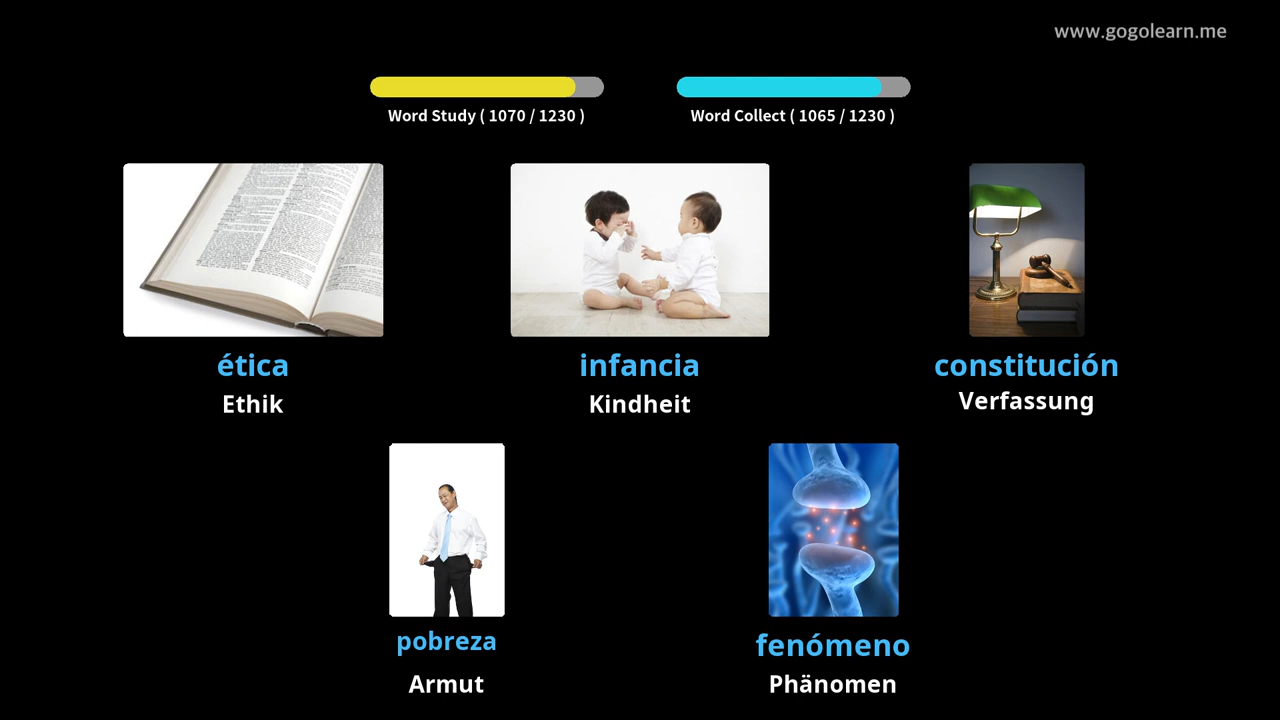 www.gogolearn.me
Word Study ( 1070 / 1230 )
Word Collect ( 1065 / 1230 )
ética
Ethik
infancia
Kindheit
constitución
Verfassung
pobreza
Armut
fenómeno
Phänomen